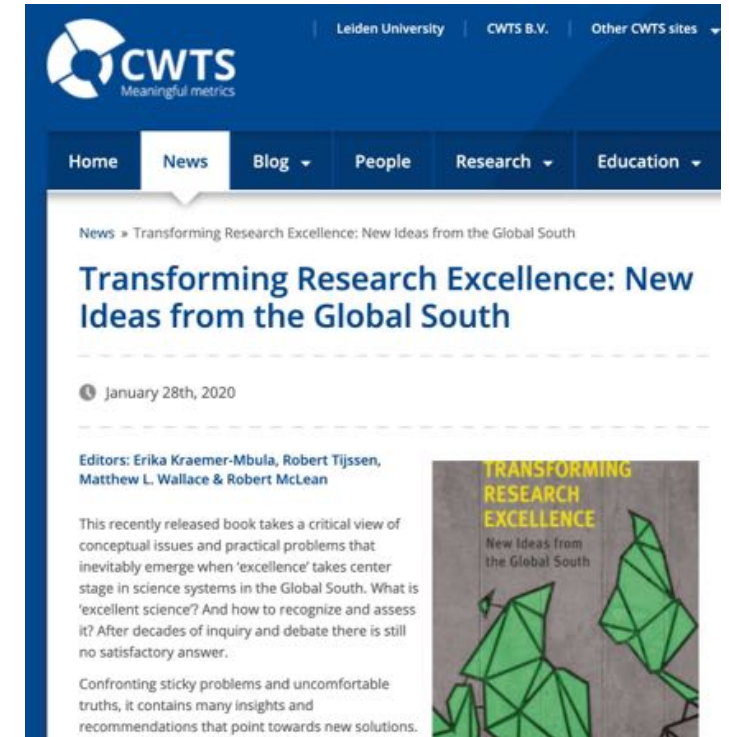 Leiden University | CWTS B.V. | Other CWTS sites
CWTS
Meaningful metrics
Home News Blog People Research Education
News » Transforming Research Excellence: New Ideas from the Global South
Transforming Research Excellence: New
Ideas from the Global South
January 28th, 2020
Editors: Erika Kraemer-Mbula, Robert Tijssen,
Matthew L. Wallace & Robert McLean
This recently released book takes a critical view of
conceptual issues and practical problems that
inevitably emerge when ‘excellence’ takes center
stage in science systems in the Global South. What is
‘excellent science’? And how to recognize and assess
it? After decades of inquiry and debate there is still
no satisfactory answer.
Confronting sticky problems and uncomfortable
truths, it contains many insights and
recommendations that point towards new solutions.
TRANSFORMING
RESEARCH
EXCELLENCE
New Ideas from
the Global South